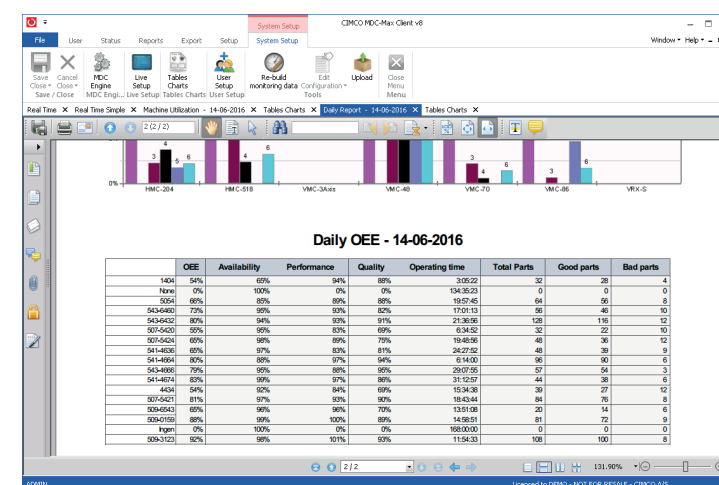 System Setup CIMCO MDC-Max Client v8
File User Status Reports Export Setup System Setup Window Help
Save Close Cancel Close MDC Engine Live Setup Tables Charts User Setup Re-build monitoring data Edit Configuration Upload Close Menu
Save / Close MDC Engi... Live Setup Tables Charts User Setup Tools Menu
Real Time X Real Time Simple X Machine Utilization - 14-06-2016 X Tables Charts X Daily Report - 14-06-2016 X Tables Charts X
2 (2 / 2)
3 4 5 6 4 6 3 4 6 3 6
0%
HMC-204 HMC-518 VMC-3Axis VMC-40 VMC-70 VMC-86 VRX-S
Daily OEE - 14-06-2016
OEE Availability Performance Quality Operating time Total Parts Good parts Bad parts
1404 54% 65% 94% 88% 3:05:22 32 28 4
None 0% 100% 0% 0% 134:35:23 0 0 0
5054 66% 85% 89% 88% 19:57:45 64 56 8
543-6460 73% 95% 93% 82% 17:01:13 56 46 10
543-6432 80% 94% 93% 91% 21:36:56 128 116 12
507-5420 55% 95% 83% 69% 6:34:52 32 22 10
507-5424 65% 98% 89% 75% 19:48:56 48 36 12
541-4636 65% 97% 83% 81% 24:27:52 48 39 9
541-4664 80% 88% 97% 94% 6:14:00 96 90 6
543-4666 79% 95% 88% 95% 29:07:55 57 54 3
541-4674 83% 99% 97% 86% 31:12:57 44 38 6
4434 54% 92% 84% 69% 15:34:38 39 27 12
507-5421 81% 97% 93% 90% 18:43:44 84 76 8
509-6543 65% 96% 96% 70% 13:51:08 20 14 6
509-0159 88% 99% 100% 89% 14:58:51 81 72 9
Ingen 0% 100% 0% 0% 168:00:00 0 0 0
509-3123 92% 98% 101% 93% 11:54:33 108 100 8
2 / 2 131.90%
ADMIN Licensed to DEMO - NOT FOR RESALE - CIMCO A/S